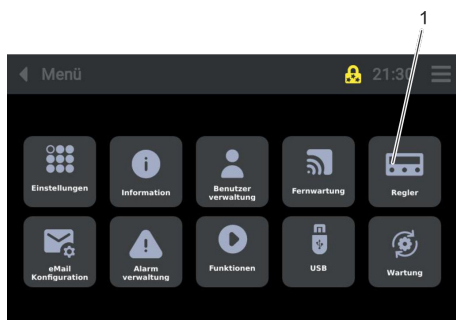 1
Menü
21:30
Einstellungen
Information
Benutzer
verwaltung
Fernwartung
Regler
eMail
Konfiguration
Alarm
verwaltung
Funktionen
USB
Wartung